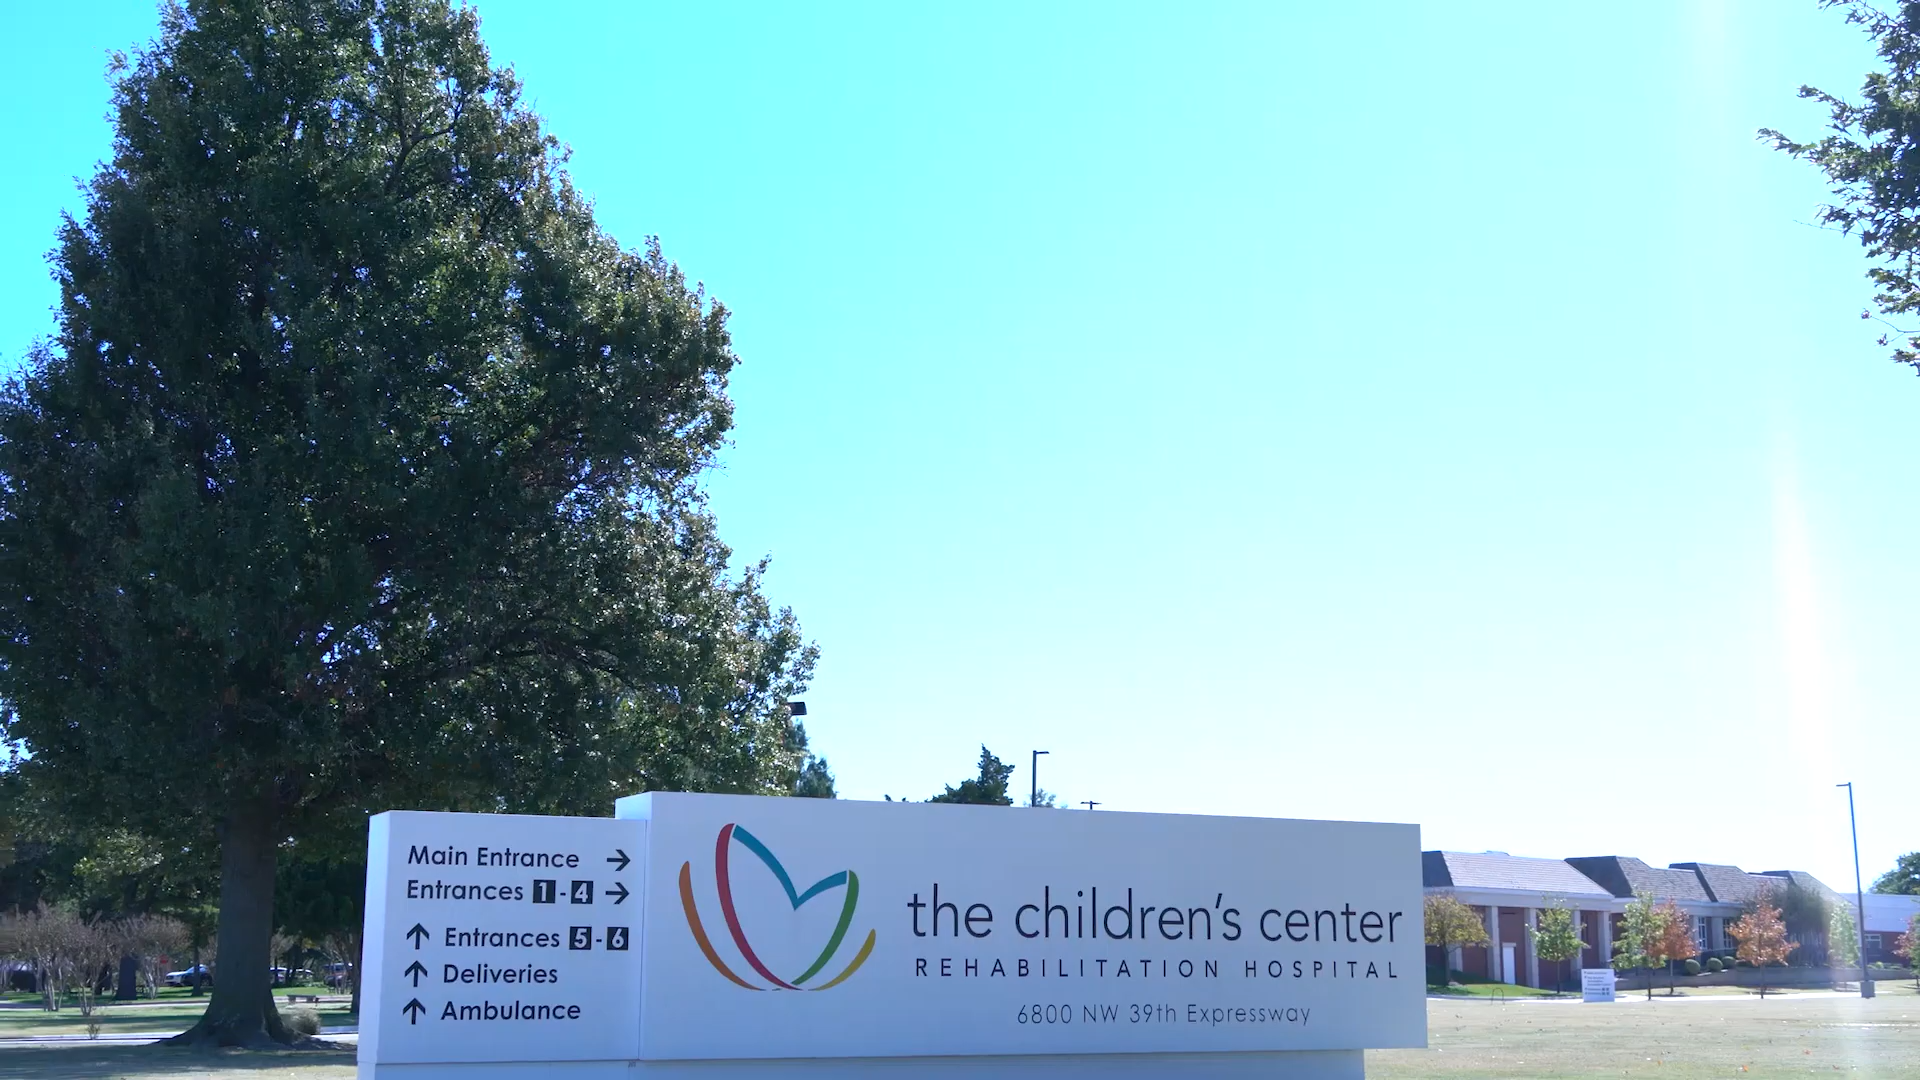 Main Entrance →
Entrances 1-4 →
↑ Entrances 5-6
↑ Deliveries
↑ Ambulance
the children's center
REHABILITATION HOSPITAL
6800 NW 39th Expressway